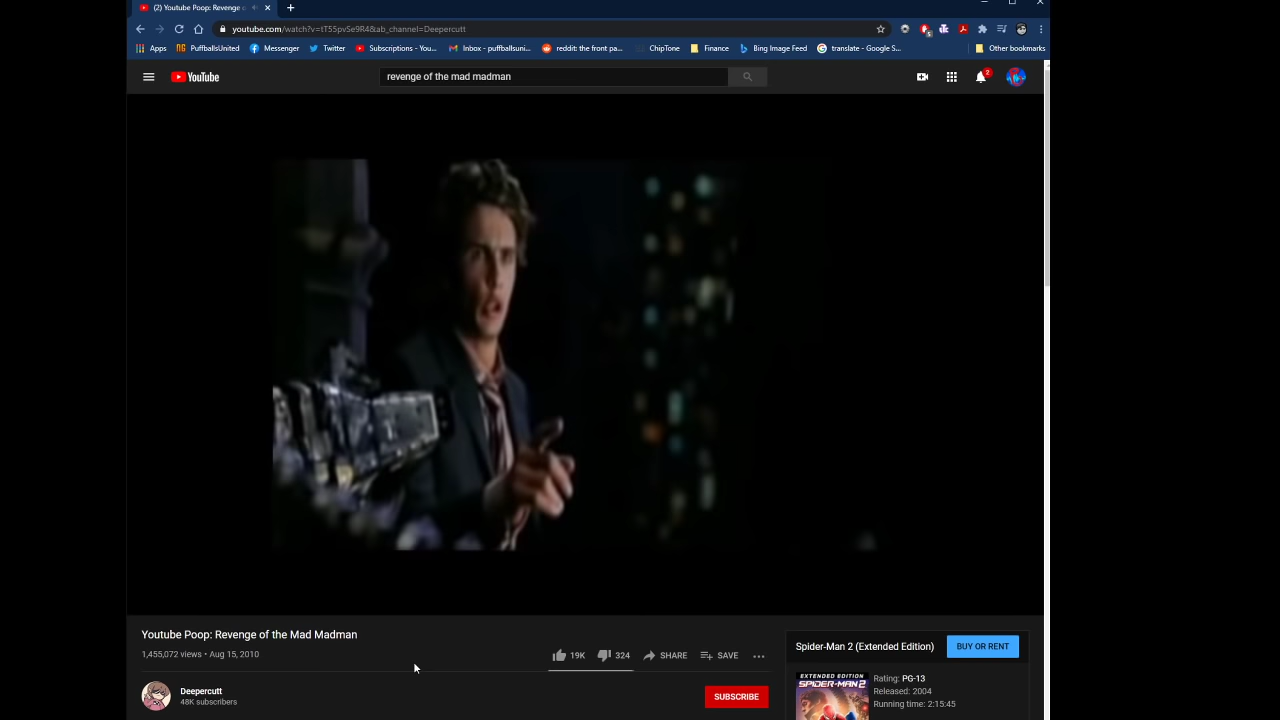 (2) Youtube Poop: Revenge o
youtube.com/watch?v=tT55pvSe9R4&ab_channel=Deepercutt
Apps PuffballsUnited Messenger Twitter Subscriptions - You... Inbox - puffballsuni... reddit: the front pa... ChipTone Finance Bing Image Feed translate - Google S... Other bookmarks
YouTube revenge of the mad madman 2
Youtube Poop: Revenge of the Mad Madman
1,455,072 views • Aug 15, 2010
19K 324 SHARE SAVE
Deepercutt
48K subscribers
SUBSCRIBE
Spider-Man 2 (Extended Edition) BUY OR RENT
EXTENDED EDITION
SPIDER-MAN 2
Rating: PG-13
Released: 2004
Running time: 2:15:45